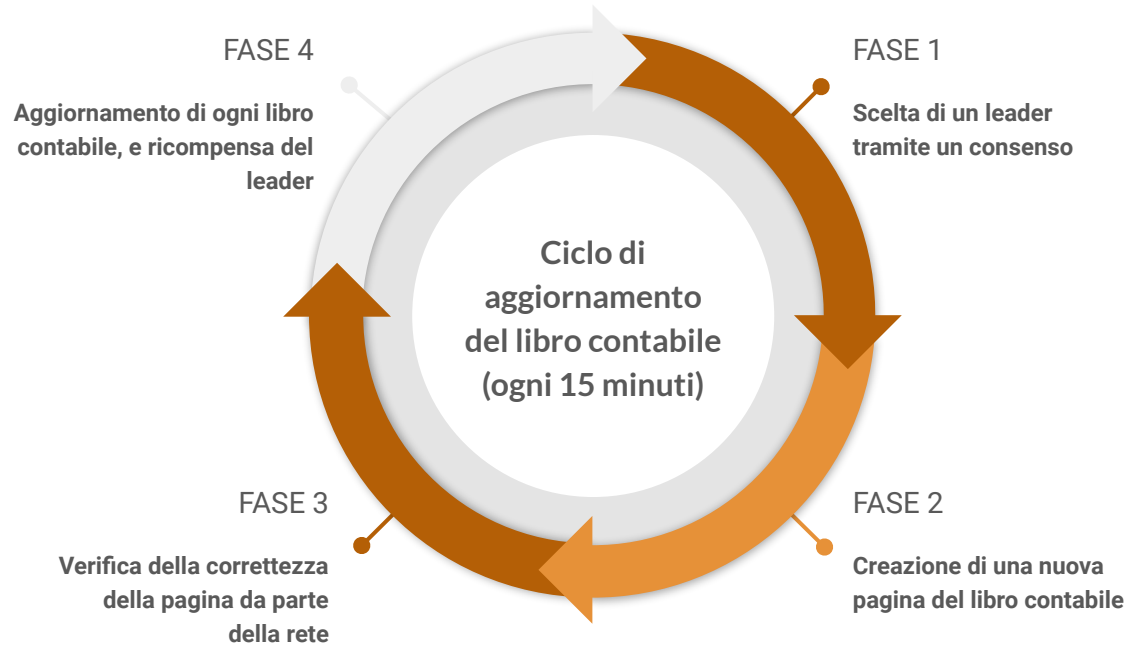 FASE 4
Aggiornamento di ogni libro
contabile, e ricompensa del
leader
FASE 1
Scelta di un leader
tramite un consenso
Ciclo di
aggiornamento
del libro contabile
(ogni 15 minuti)
FASE 3
Verifica della correttezza
della pagina da parte
della rete
FASE 2
Creazione di una nuova
pagina del libro contabile